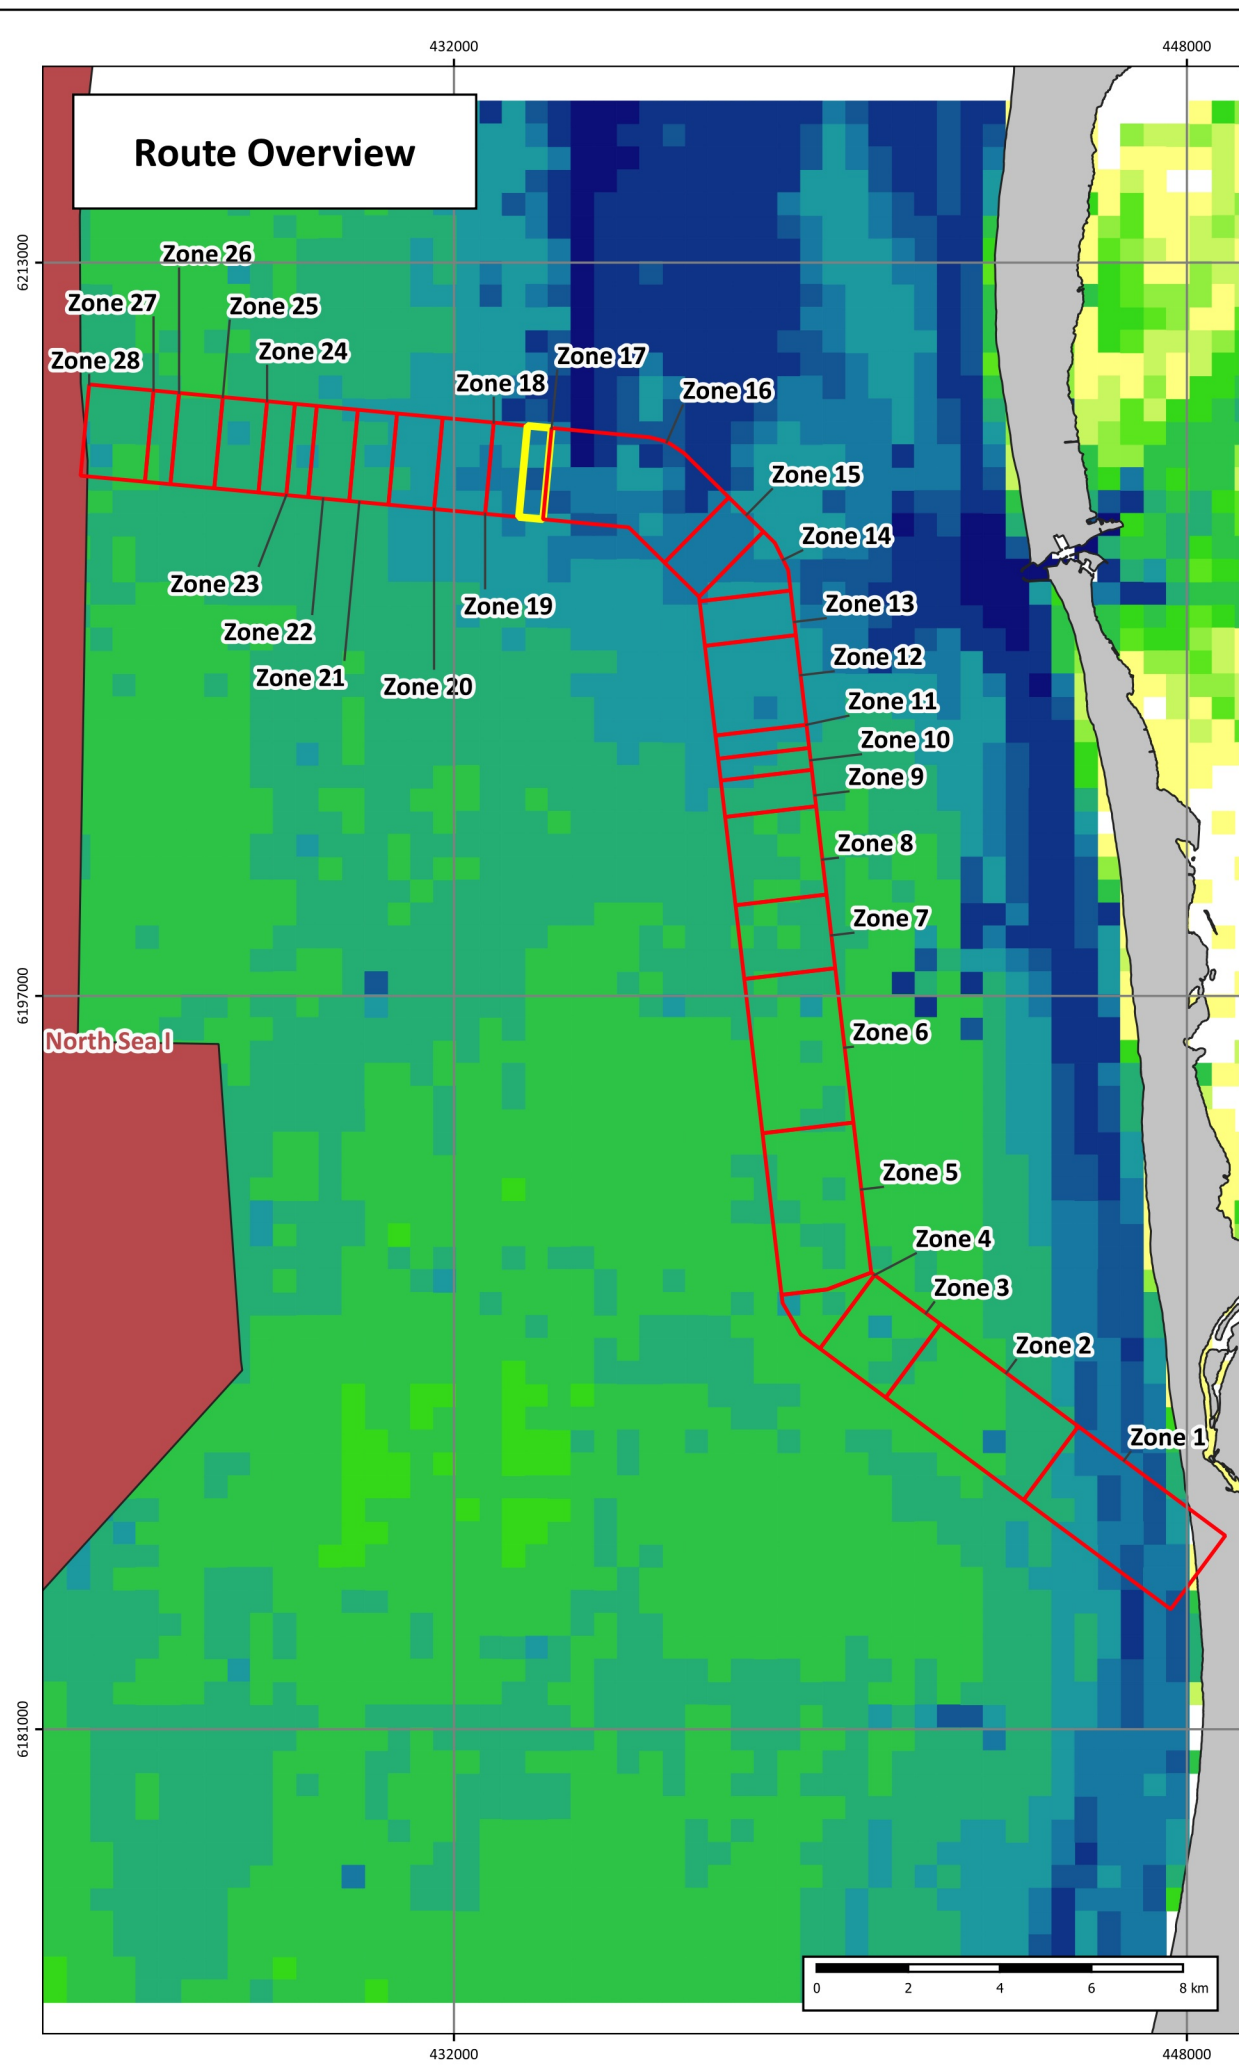 432000
448000
Route Overview
6213000
Zone 26
Zone 27
Zone 25
Zone 24
Zone 28
Zone 17
Zone 18
Zone 16
Zone 15
Zone 14
Zone 23
Zone 13
Zone 19
Zone 22
Zone 12
Zone 21
Zone 20
Zone 11
Zone 10
Zone 9
Zone 8
Zone 7
6197000
Zone 6
North Sea I
Zone 5
Zone 4
Zone 3
Zone 2
Zone 1
6181000
0 2 4 6 8 km
432000
448000